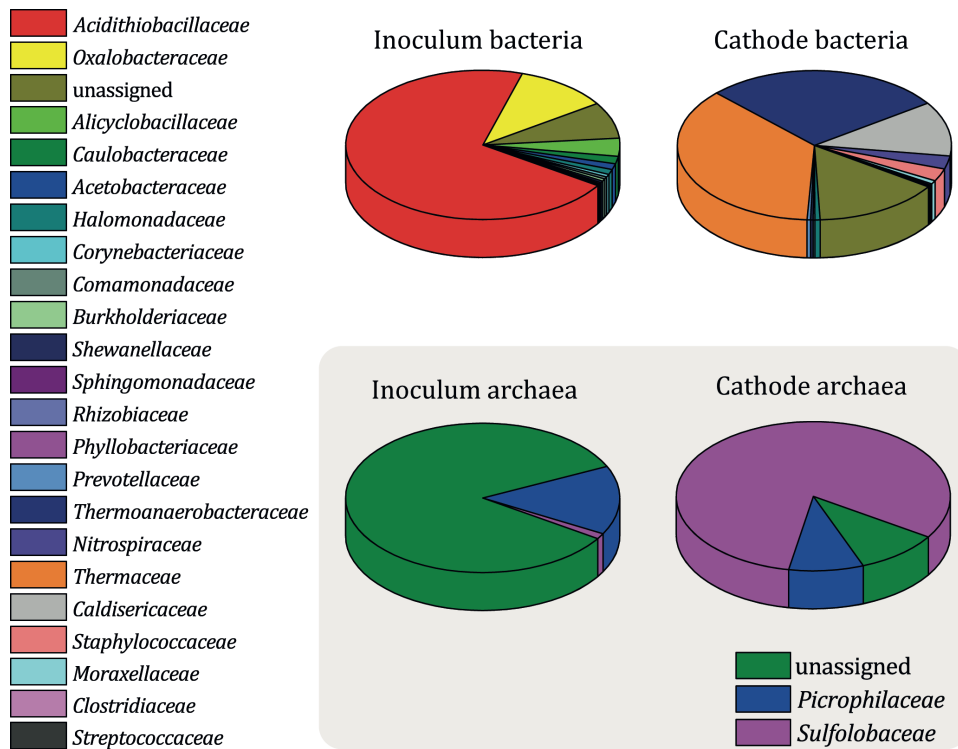 Acidithiobacillaceae
Oxalobacteraceae
unassigned
Alicyclobacillaceae
Caulobacteraceae
Acetobacteraceae
Halomonadaceae
Corynebacteriaceae
Comamonadaceae
Burkholderiaceae
Shewanellaceae
Sphingomonadaceae
Rhizobiaceae
Phyllobacteriaceae
Prevotellaceae
Thermoanaerobacteraceae
Nitrospiraceae
Thermaceae
Caldisericaceae
Staphylococcaceae
Moraxellaceae
Clostridiaceae
Streptococcaceae
Inoculum bacteria
Cathode bacteria
Inoculum archaea
Cathode archaea
unassigned
Picrophilaceae
Sulfolobaceae